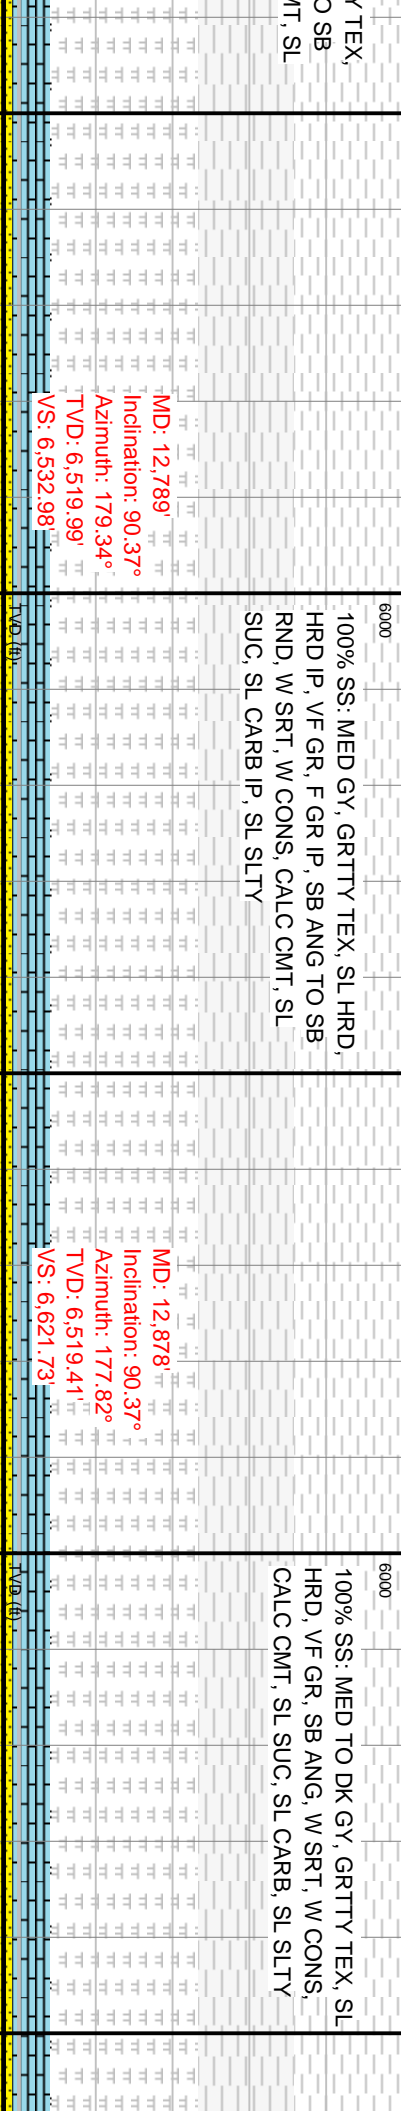 Y TEX,
O SB
MT, SL
MD: 12,789'
Inclination: 90.37°
Azimuth: 179.34°
TVD: 6,519.99'
VS: 6,532.98'
6000
TVD (ft)
100% SS: MED GY, GRTTY TEX, SL HRD,
HRD IP, VF GR, F GR IP, SB ANG TO SB
RND, W SRT, W CONS, CALC CMT, SL
SUC, SL CARB IP, SL SLTY
MD: 12,878'
Inclination: 90.37°
Azimuth: 177.82°
TVD: 6,519.41'
VS: 6,621.73'
6000
TVD (ft)
100% SS: MED TO DK GY, GRTTY TEX, SL
HRD, VF GR, SB ANG, W SRT, W CONS,
CALC CMT, SL SUC, SL CARB, SL SLTY